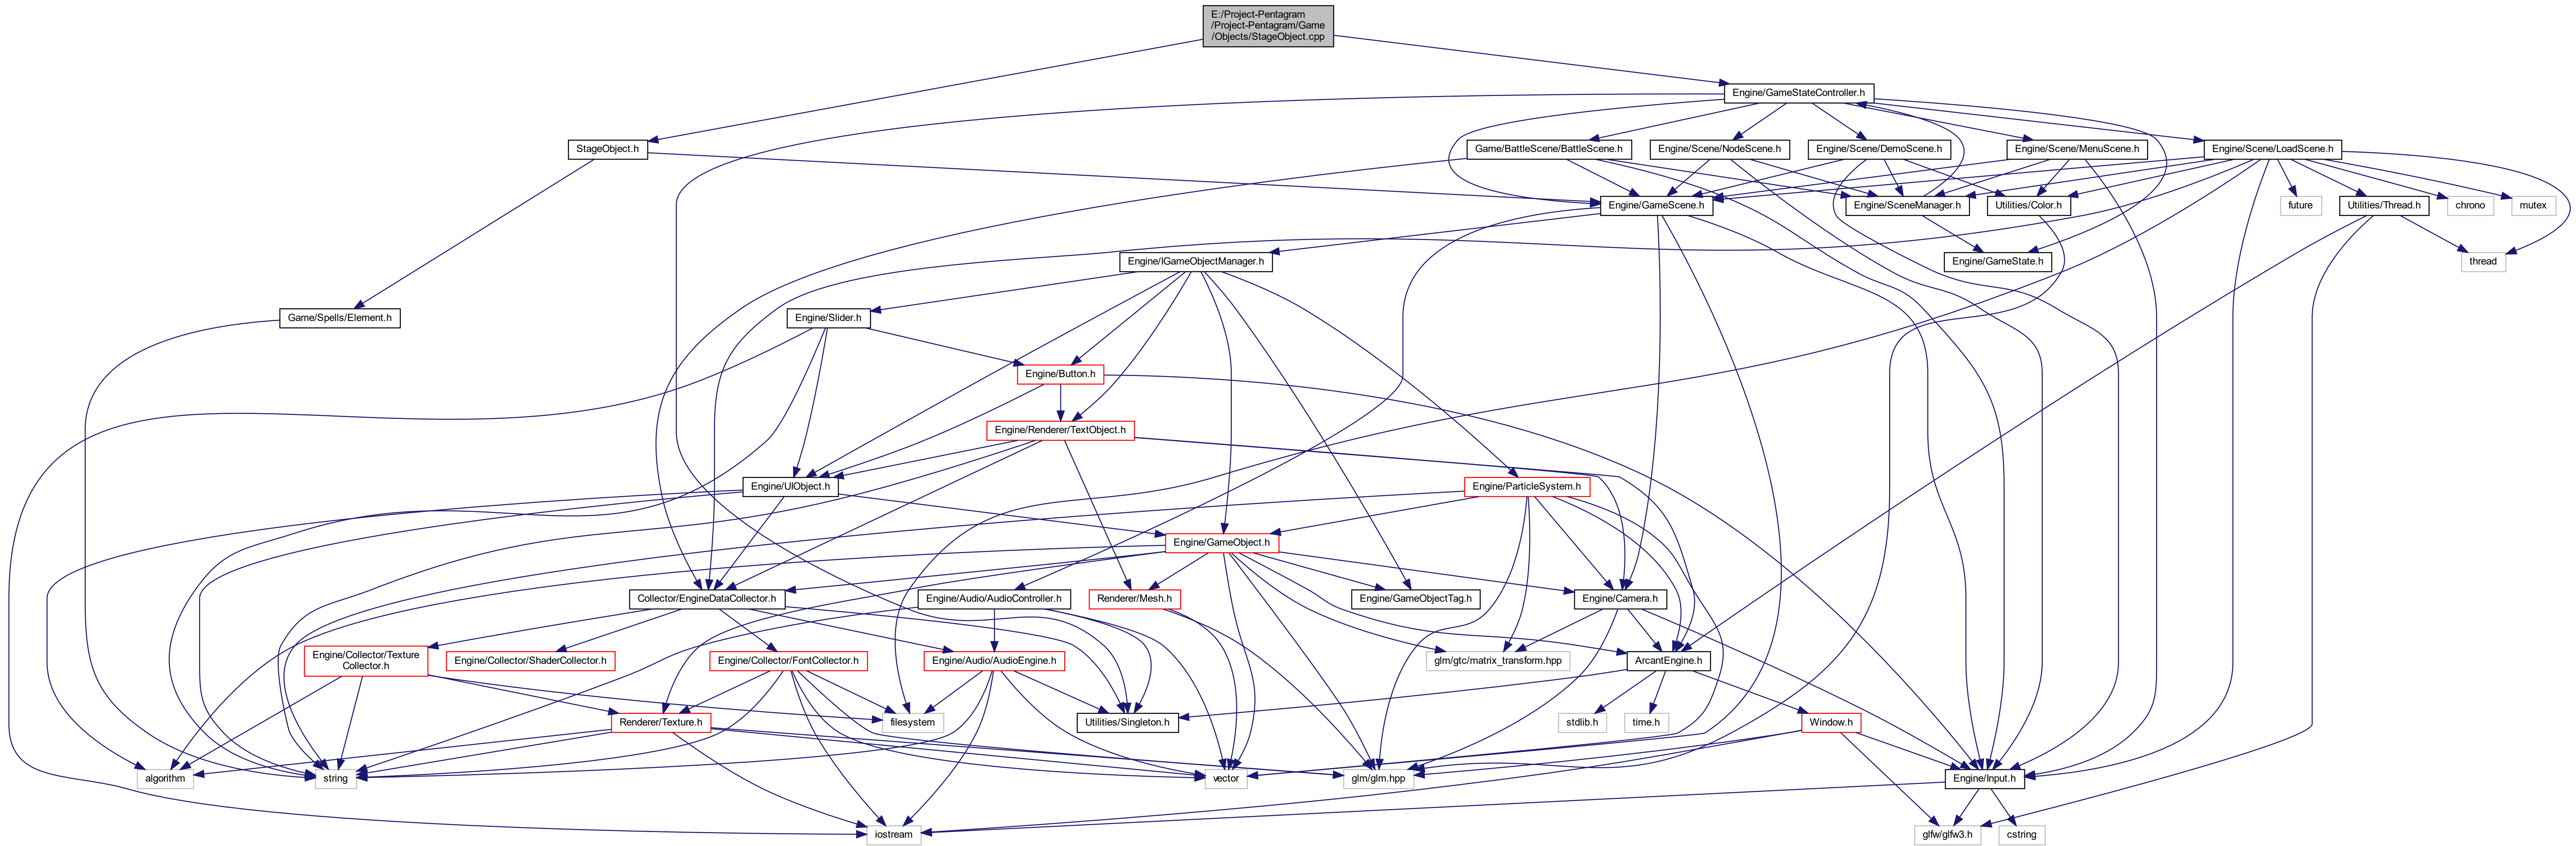 E:/Project-Pentagram
/Project-Pentagram/Game
/Objects/StageObject.cpp
Engine/GameStateController.h
StageObject.h
Game/BattleScene/BattleScene.h
Engine/Scene/NodeScene.h
Engine/Scene/DemoScene.h
Engine/Scene/MenuScene.h
Engine/Scene/LoadScene.h
Engine/GameScene.h
Engine/SceneManager.h
Utilities/Color.h
future
Utilities/Thread.h
chrono
mutex
Engine/IGameObjectManager.h
Engine/GameState.h
thread
Game/Spells/Element.h
Engine/Slider.h
Engine/Button.h
Engine/Renderer/TextObject.h
Engine/UIObject.h
Engine/ParticleSystem.h
Engine/GameObject.h
Collector/EngineDataCollector.h
Engine/Audio/AudioController.h
Renderer/Mesh.h
Engine/GameObjectTag.h
Engine/Camera.h
Engine/Collector/Texture
Collector.h
Engine/Collector/ShaderCollector.h
Engine/Collector/FontCollector.h
Engine/Audio/AudioEngine.h
glm/gtc/matrix_transform.hpp
ArcantEngine.h
Renderer/Texture.h
filesystem
Utilities/Singleton.h
stdlib.h
time.h
Window.h
algorithm
string
vector
glm/glm.hpp
Engine/Input.h
iostream
glfw/glfw3.h
cstring